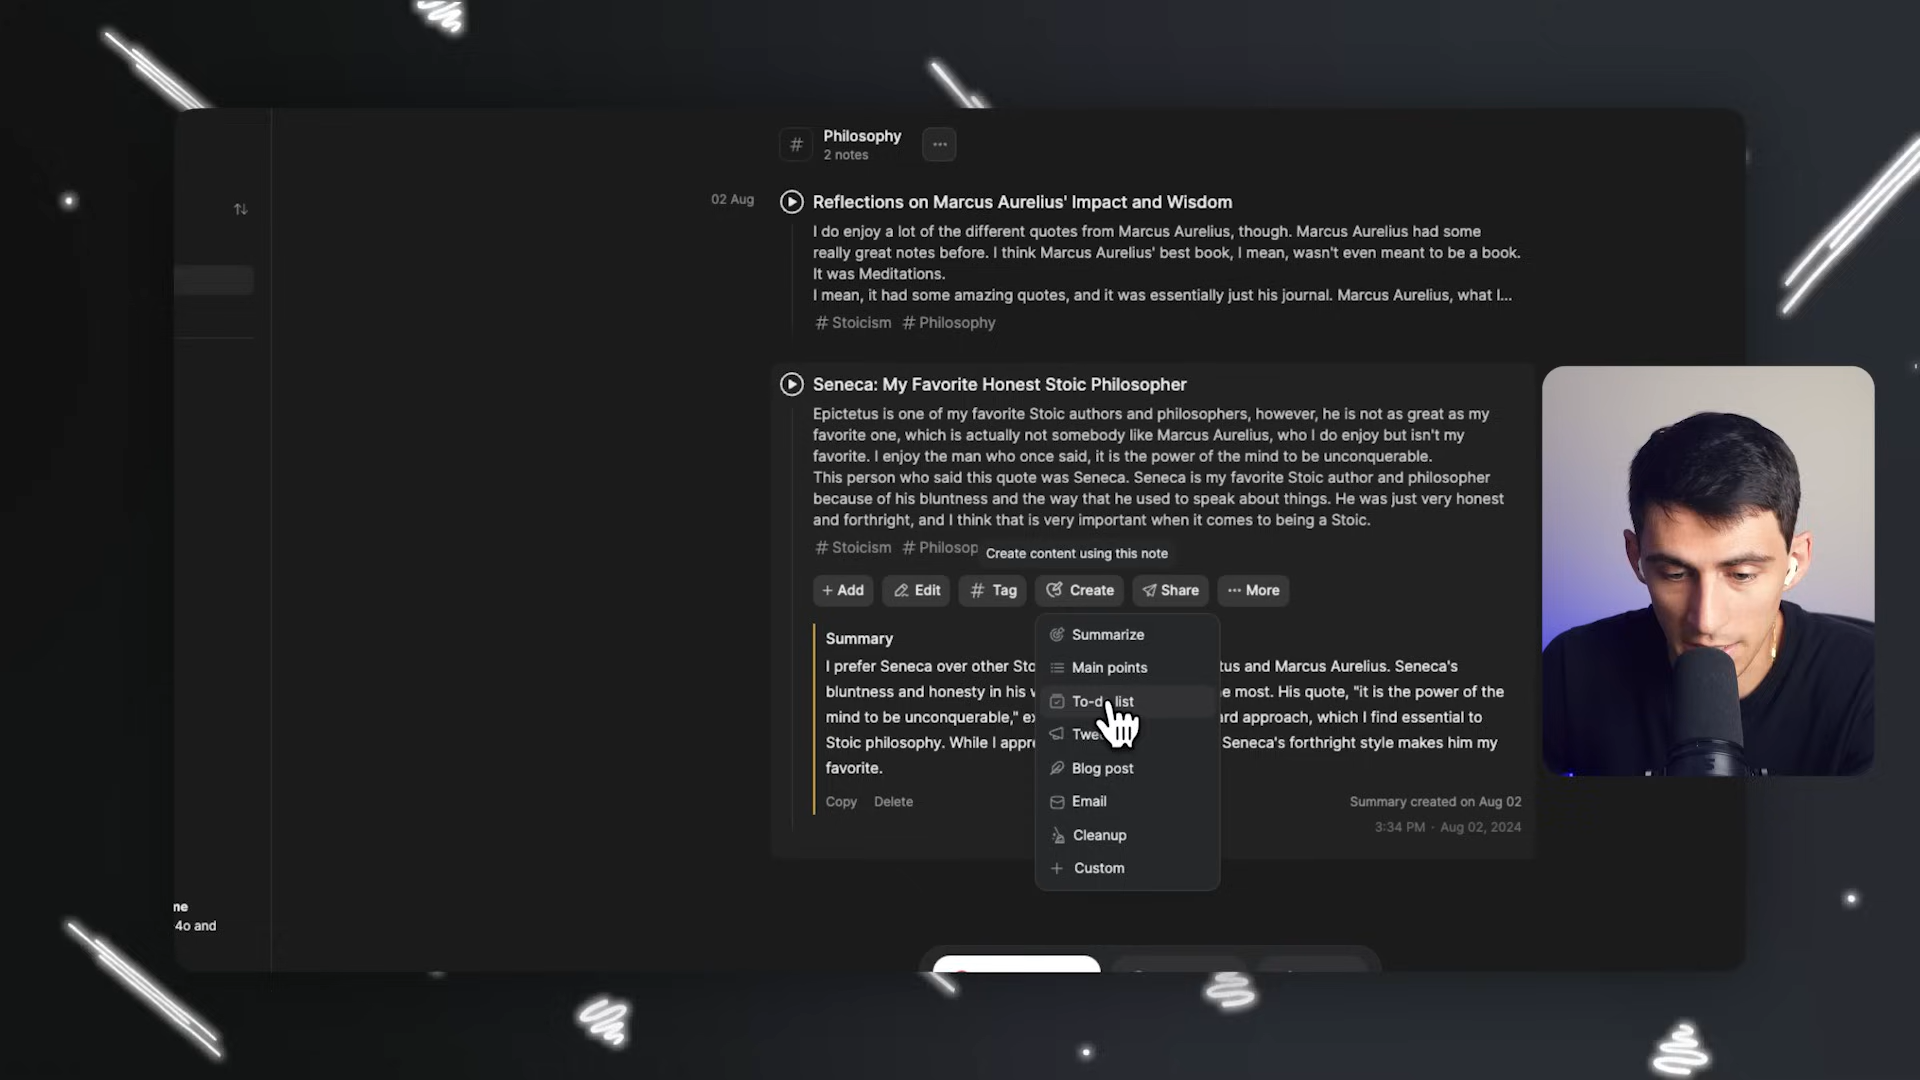 Philosophy
2 notes
02 Aug
Reflections on Marcus Aurelius' Impact and Wisdom
I do enjoy a lot of the different quotes from Marcus Aurelius, though. Marcus Aurelius had some
really great notes before. I think Marcus Aurelius' best book, I mean, wasn't even meant to be a book.
It was Meditations.
I mean, it had some amazing quotes, and it was essentially just his journal. Marcus Aurelius, what I...
# Stoicism # Philosophy
Seneca: My Favorite Honest Stoic Philosopher
Epictetus is one of my favorite Stoic authors and philosophers, however, he is not as great as my
favorite one, which is actually not somebody like Marcus Aurelius, who I do enjoy but isn't my
favorite. I enjoy the man who once said, it is the power of the mind to be unconquerable.
This person who said this quote was Seneca. Seneca is my favorite Stoic author and philosopher
because of his bluntness and the way that he used to speak about things. He was just very honest
and forthright, and I think that is very important when it comes to being a Stoic.
# Stoicism # Philosop
Create content using this note
+ Add Edit # Tag Create Share ... More
Summary
I prefer Seneca over other Sto tus and Marcus Aurelius. Seneca's
bluntness and honesty in his e most. His quote, "it is the power of the
mind to be unconquerable," ard approach, which I find essential to
Stoic philosophy. While I appre Seneca's forthright style makes him my
favorite.
Copy Delete
Summary created on Aug 02
3:34 PM · Aug 02, 2024
Summarize
Main points
To-d list
Twe
Blog post
Email
Cleanup
+ Custom
me
4o and